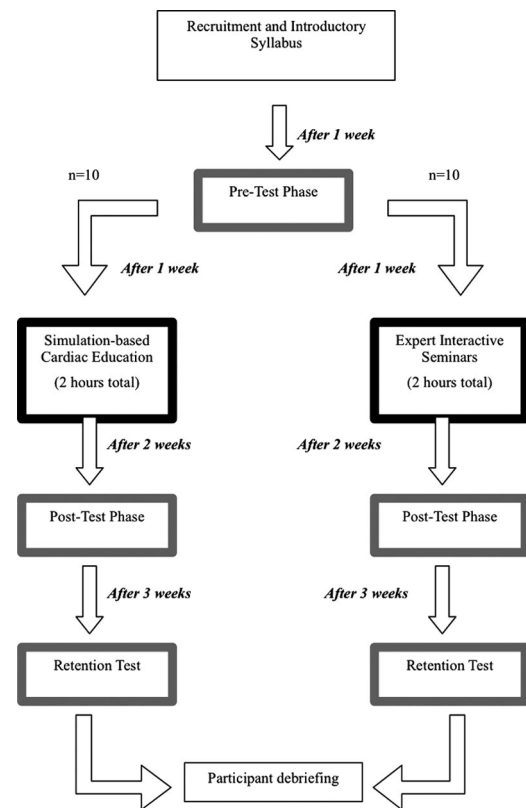 Recruitment and Introductory
Syllabus
After 1 week
n=10
n=10
Pre-Test Phase
After 1 week
After 1 week
Simulation-based
Cardiac Education
(2 hours total)
Expert Interactive
Seminars
(2 hours total)
After 2 weeks
After 2 weeks
Post-Test Phase
Post-Test Phase
After 3 weeks
After 3 weeks
Retention Test
Retention Test
Participant debriefing